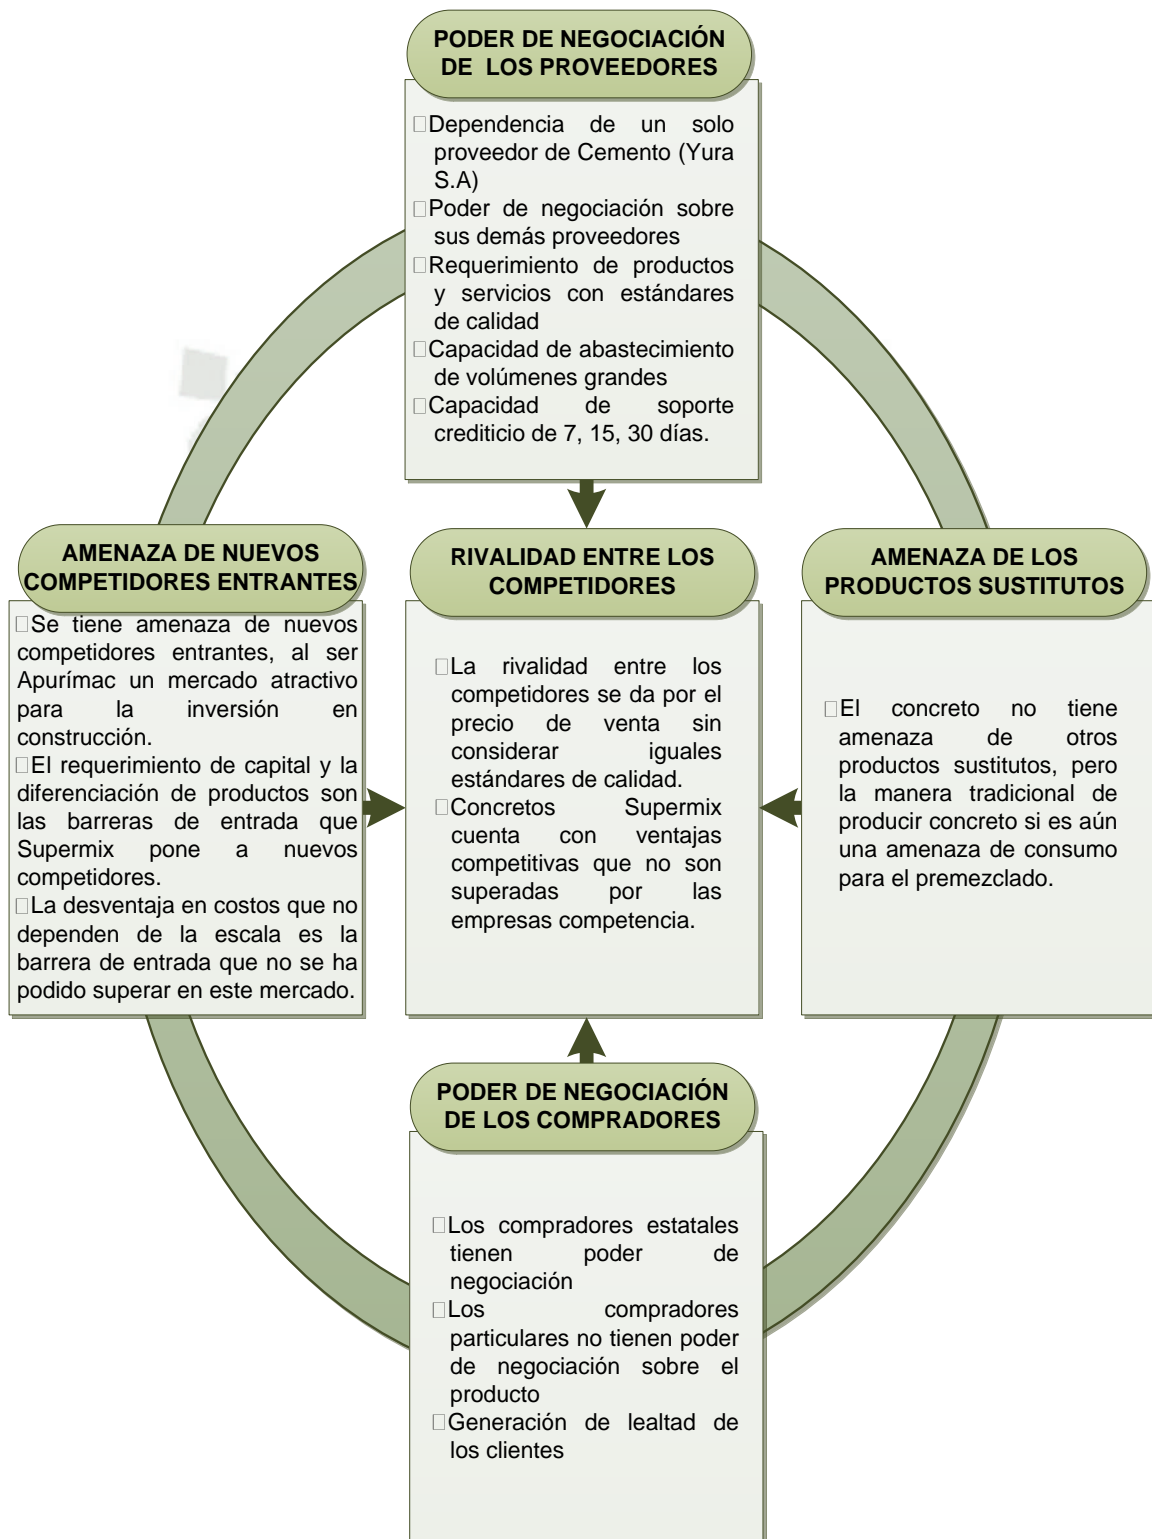 PODER DE NEGOCIACIÓN
DE LOS PROVEEDORES
□Dependencia de un solo
proveedor de Cemento (Yura
S.A)
□Poder de negociación sobre
sus demás proveedores
□Requerimiento de productos
y servicios con estándares
de calidad
□Capacidad de abastecimiento
de volúmenes grandes
□Capacidad de soporte
crediticio de 7, 15, 30 días.
AMENAZA DE NUEVOS
COMPETIDORES ENTRANTES
□Se tiene amenaza de nuevos
competidores entrantes, al ser
Apurímac un mercado atractivo
para la inversión en
construcción.
□El requerimiento de capital y la
diferenciación de productos son
las barreras de entrada que
Supermix pone a nuevos
competidores.
□La desventaja en costos que no
dependen de la escala es la
barrera de entrada que no se ha
podido superar en este mercado.
RIVALIDAD ENTRE LOS
COMPETIDORES
□La rivalidad entre los
competidores se da por el
precio de venta sin
considerar iguales
estándares de calidad.
□Concretos Supermix
cuenta con ventajas
competitivas que no son
superadas por las
empresas competencia.
AMENAZA DE LOS
PRODUCTOS SUSTITUTOS
□El concreto no tiene
amenaza de otros
productos sustitutos, pero
la manera tradicional de
producir concreto si es aún
una amenaza de consumo
para el premezclado.
PODER DE NEGOCIACIÓN
DE LOS COMPRADORES
□Los compradores estatales
tienen poder de
negociación
□Los compradores
particulares no tienen poder
de negociación sobre el
producto
□Generación de lealtad de
los clientes